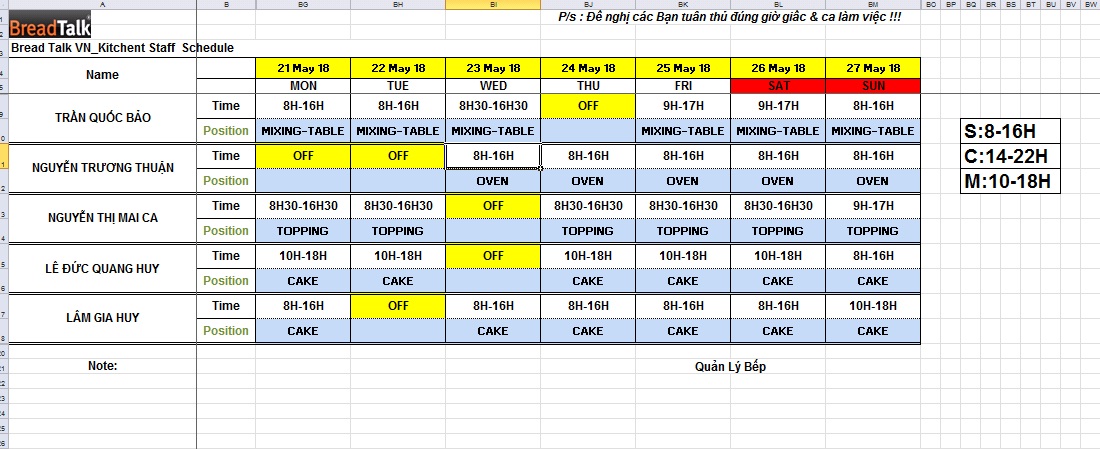 A B BG BH BI BJ BK BL BM BO BP BQ BR BS BT BU BV BW
P/s : Đề nghị các Bạn tuân thủ đúng giờ giấc & ca làm việc !!!
BreadTalk
Bread Talk VN_Kitchent Staff Schedule
Name 21 May 18 22 May 18 23 May 18 24 May 18 25 May 18 26 May 18 27 May 18
MON TUE WED THU FRI SAT SUN
TRẦN QUỐC BẢO Time 8H-16H 8H-16H 8H30-16H30 OFF 9H-17H 9H-17H 8H-16H
Position MIXING-TABLE MIXING-TABLE MIXING-TABLE MIXING-TABLE MIXING-TABLE MIXING-TABLE
S:8-16H
C:14-22H
M:10-18H
NGUYỄN TRƯƠNG THUẬN Time OFF OFF 8H-16H 8H-16H 8H-16H 8H-16H 8H-16H
Position OVEN OVEN OVEN OVEN OVEN
NGUYỄN THỊ MAI CA Time 8H30-16H30 8H30-16H30 OFF 8H30-16H30 8H30-16H30 8H30-16H30 9H-17H
Position TOPPING TOPPING TOPPING TOPPING TOPPING TOPPING
LÊ ĐỨC QUANG HUY Time 10H-18H 10H-18H OFF 10H-18H 10H-18H 10H-18H 8H-16H
Position CAKE CAKE CAKE CAKE CAKE CAKE
LÂM GIA HUY Time 8H-16H OFF 8H-16H 8H-16H 8H-16H 8H-16H 10H-18H
Position CAKE CAKE CAKE CAKE CAKE CAKE
Note: Quản Lý Bếp